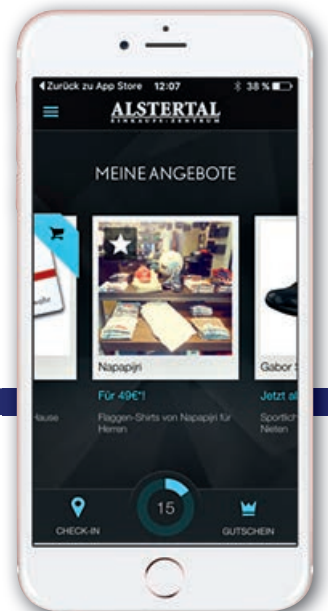 Zurück zu App Store 12:07 38 %
ALSTERTAL
EINKAUFS-ZENTRUM
MEINE ANGEBOTE
Napapijri
Gabor
Für 49€*!
Jetzt
Hause
Flaggen-Shirts von Napapijri für
Herren
Sportlich
Nieten
15
CHECK-IN
GUTSCHEIN